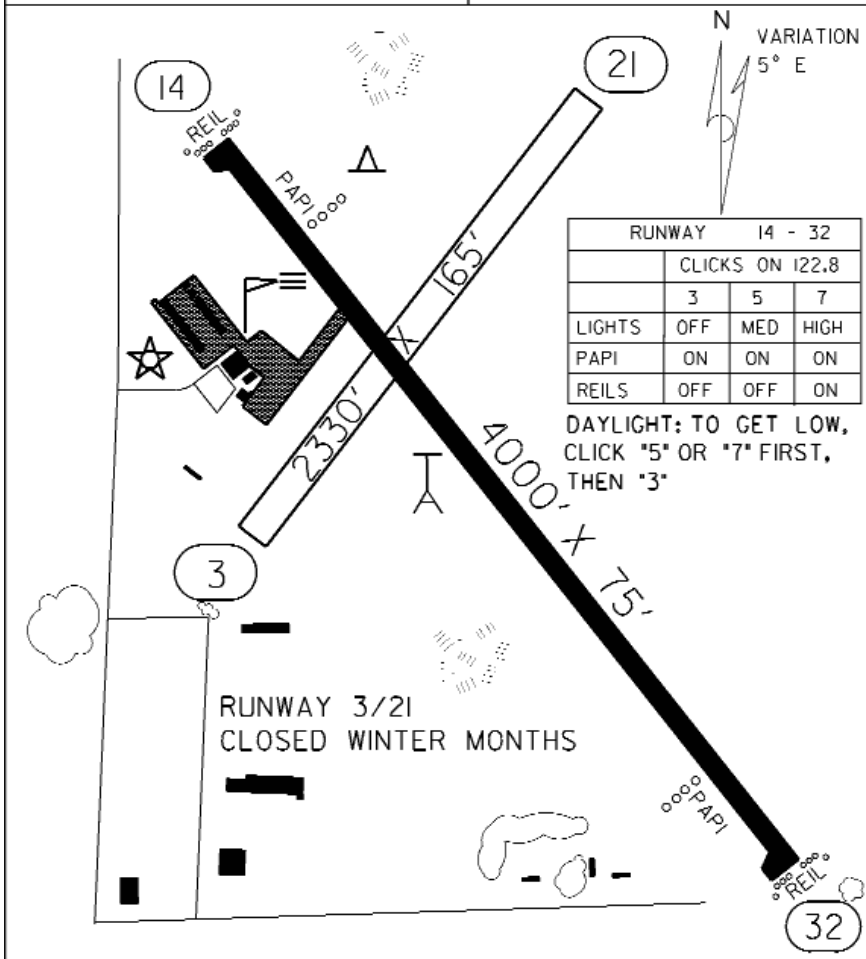 N
VARIATION
5° E
14
21
REIL
PAPI
RUNWAY 14 - 32
CLICKS ON 122.8
3 5 7
LIGHTS OFF MED HIGH
PAPI ON ON ON
REILS OFF OFF ON
DAYLIGHT: TO GET LOW,
CLICK "5" OR "7" FIRST,
THEN "3"
2330' X 165'
4000' X 75'
3
RUNWAY 3/21
CLOSED WINTER MONTHS
PAPI
REIL
32